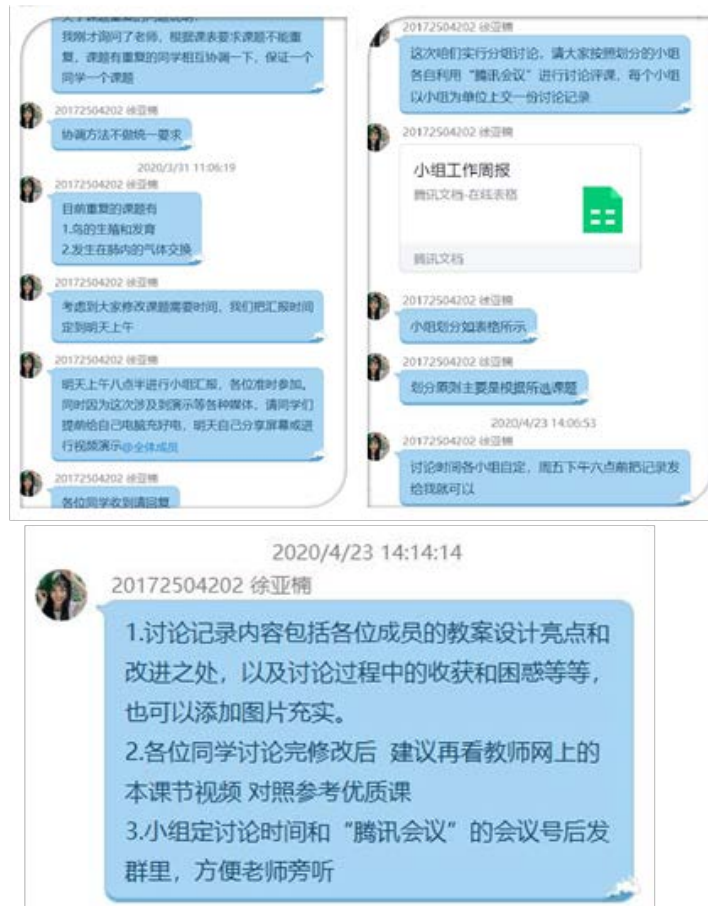 我刚才询问了老师，根据课表要求课题不能重
复，课题有重复的同学相互协调一下，保证一个
同学一个课题
20172504202 徐亚楠
协调方法不做统一要求
2020/3/31 11:06:19
20172504202 徐亚楠
目前重复的课题有
1.鸟的生殖和发育
2.发生在肺内的气体交换
20172504202 徐亚楠
考虑到大家修改课题需要时间，我们把汇报时间
定到明天上午
20172504202 徐亚楠
明天上午八点半进行小组汇报，各位准时参加。
同时因为这次涉及到演示等各种媒体，请同学们
提前给自己电脑充好电，明天自己分享屏幕或进
行视频演示@全体成员
20172504202 徐亚楠
各位同学收到请回复
20172504202 徐亚楠
这次咱们实行分组讨论，请大家按照划分的小组
各自利用“腾讯会议”进行讨论评课，每个小组
以小组为单位上交一份讨论记录
20172504202 徐亚楠
小组工作周报
腾讯文档-在线表格
腾讯文档
20172504202 徐亚楠
小组划分如表格所示
20172504202 徐亚楠
划分原则主要是根据所选课题
2020/4/23 14:06:53
20172504202 徐亚楠
讨论时间各小组自定，周五下午六点前把记录发
给我就可以
2020/4/23 14:14:14
20172504202 徐亚楠
1.讨论记录内容包括各位成员的教案设计亮点和
改进之处，以及讨论过程中的收获和困惑等等，
也可以添加图片充实。
2.各位同学讨论完修改后 建议再看教师网上的
本课节视频 对照参考优质课
3.小组定讨论时间和“腾讯会议”的会议号后发
群里，方便老师旁听